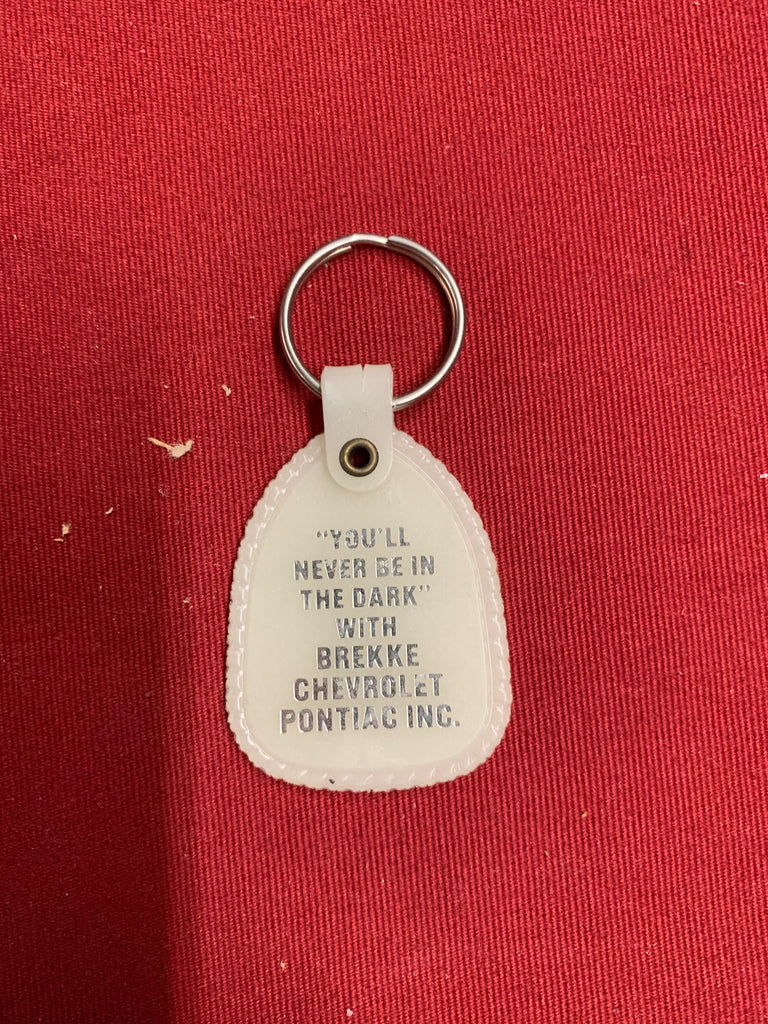 "YOU'LL
NEVER BE IN
THE DARK"
WITH
BREKKE
CHEVROLET
PONTIAC INC.